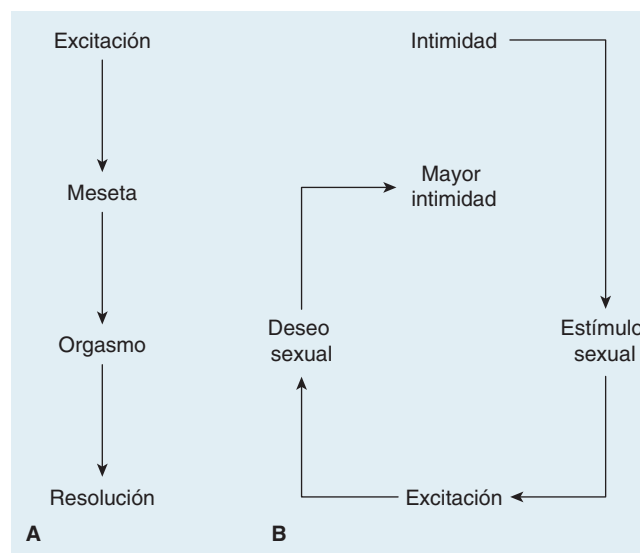 Excitación
Meseta
Orgasmo
Resolución
A
Intimidad
Mayor
intimidad
Deseo
sexual
Estímulo
sexual
Excitación
B